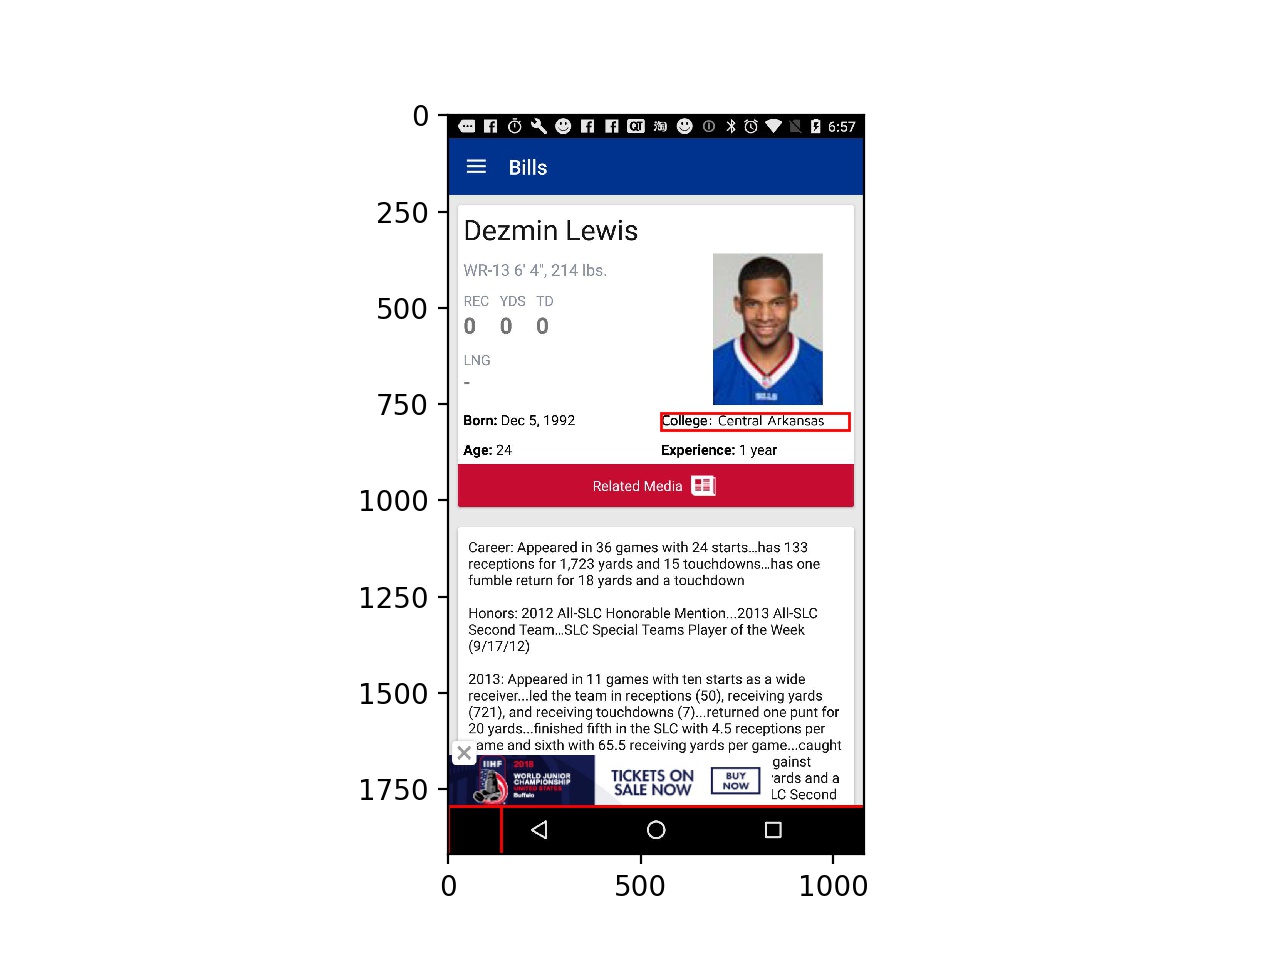 0
6:57
Bills
250
Dezmin Lewis
WR-13 6' 4", 214 lbs.
500
REC YDS TD
0 0 0
LNG
-
BILLS
750
Born: Dec 5, 1992
College: Central Arkansas
Age: 24
Experience: 1 year
Related Media
1000
Career: Appeared in 36 games with 24 starts...has 133
receptions for 1,723 yards and 15 touchdowns...has one
fumble return for 18 yards and a touchdown
1250
Honors: 2012 All-SLC Honorable Mention...2013 All-SLC
Second Team...SLC Special Teams Player of the Week
(9/17/12)
2013: Appeared in 11 games with ten starts as a wide
receiver...led the team in receptions (50), receiving yards
1500
(721), and receiving touchdowns (7)...returned one punt for
20 yards...finished fifth in the SLC with 4.5 receptions per
ame and sixth with 65.5 receiving yards per game...caught
gainst
ards and a
LC Second
IIHF 2018
WORLD JUNIOR
CHAMPIONSHIP
UNITED STATES
Buffalo
TICKETS ON
SALE NOW
BUY
NOW
1750
0 500 1000